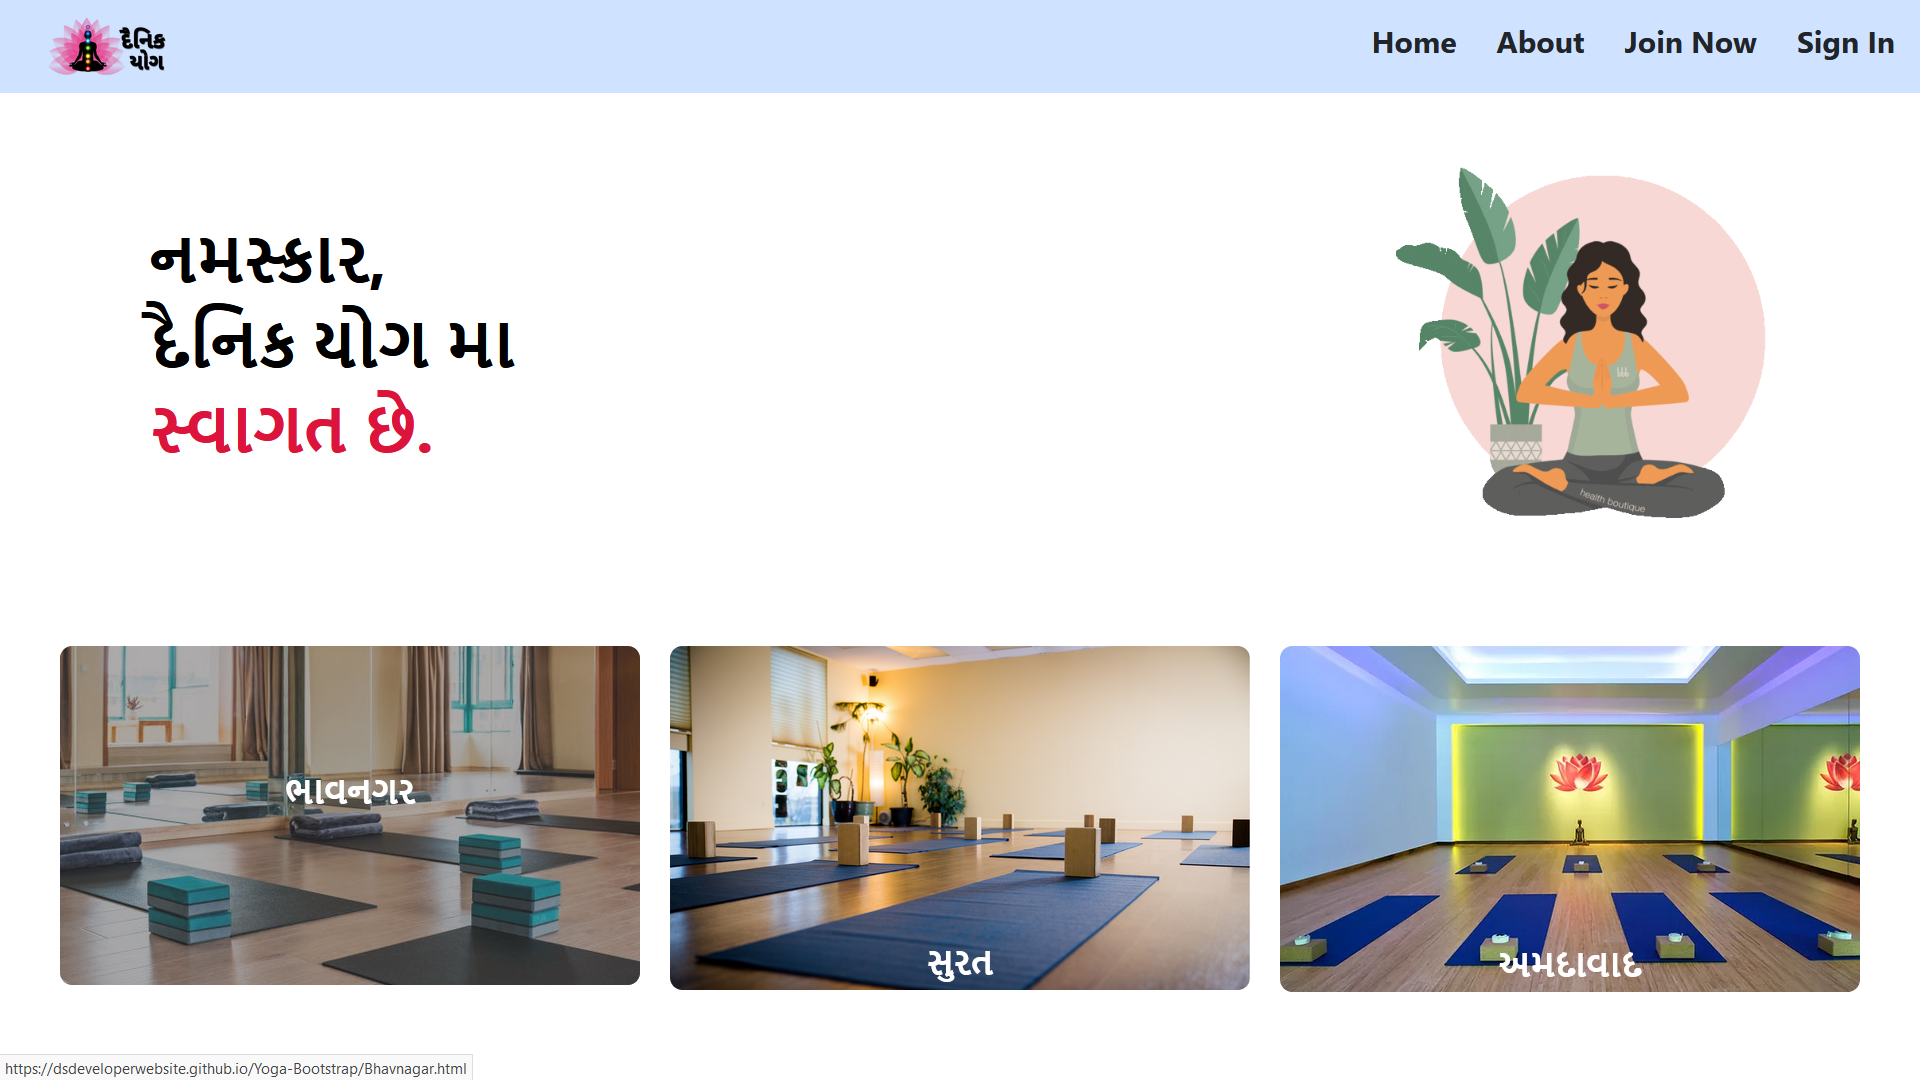 દૈનિક
યોગ
Home
About
Join Now
Sign In
નમસ્કાર,
દૈનિક યોગ મા
સ્વાગત છે.
health boutique
ભાવનગર
સુરત
અમદાવાદ
https://dsdeveloperwebsite.github.io/Yoga-Bootstrap/Bhavnagar.html